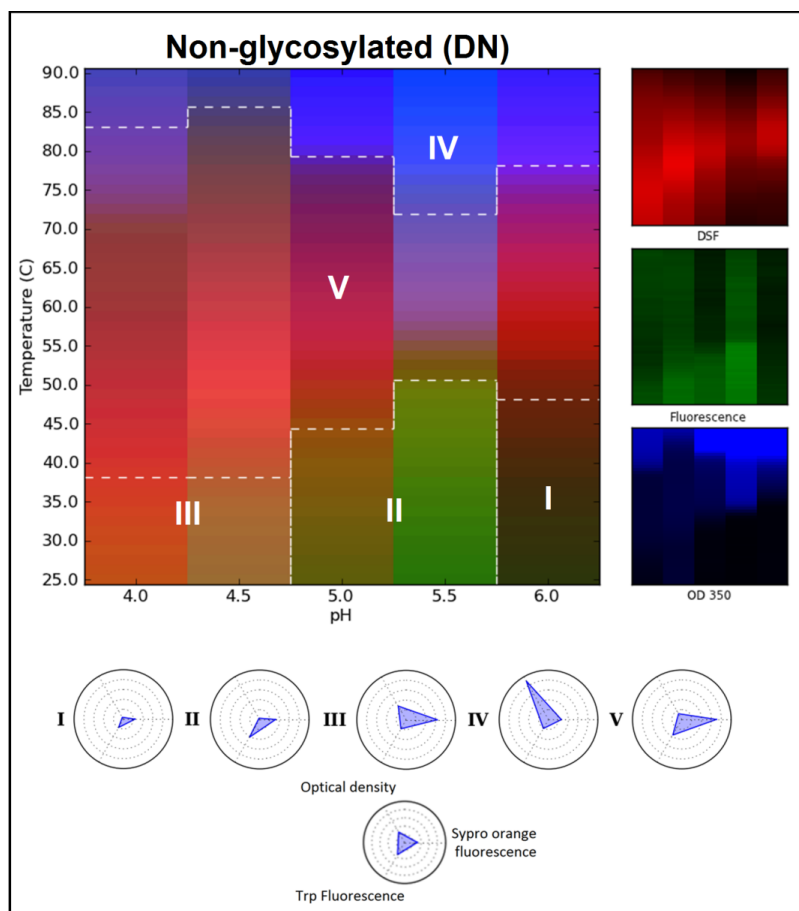 Non-glycosylated (DN)
90.0
85.0
80.0
75.0
70.0
65.0
60.0
55.0
50.0
45.0
40.0
35.0
30.0
25.0
Temperature (C)
4.0 4.5 5.0 5.5 6.0
pH
IV
V
III
II
I
DSF
Fluorescence
OD 350
I II III IV V
Optical density
Sypro orange
fluorescence
Trp Fluorescence